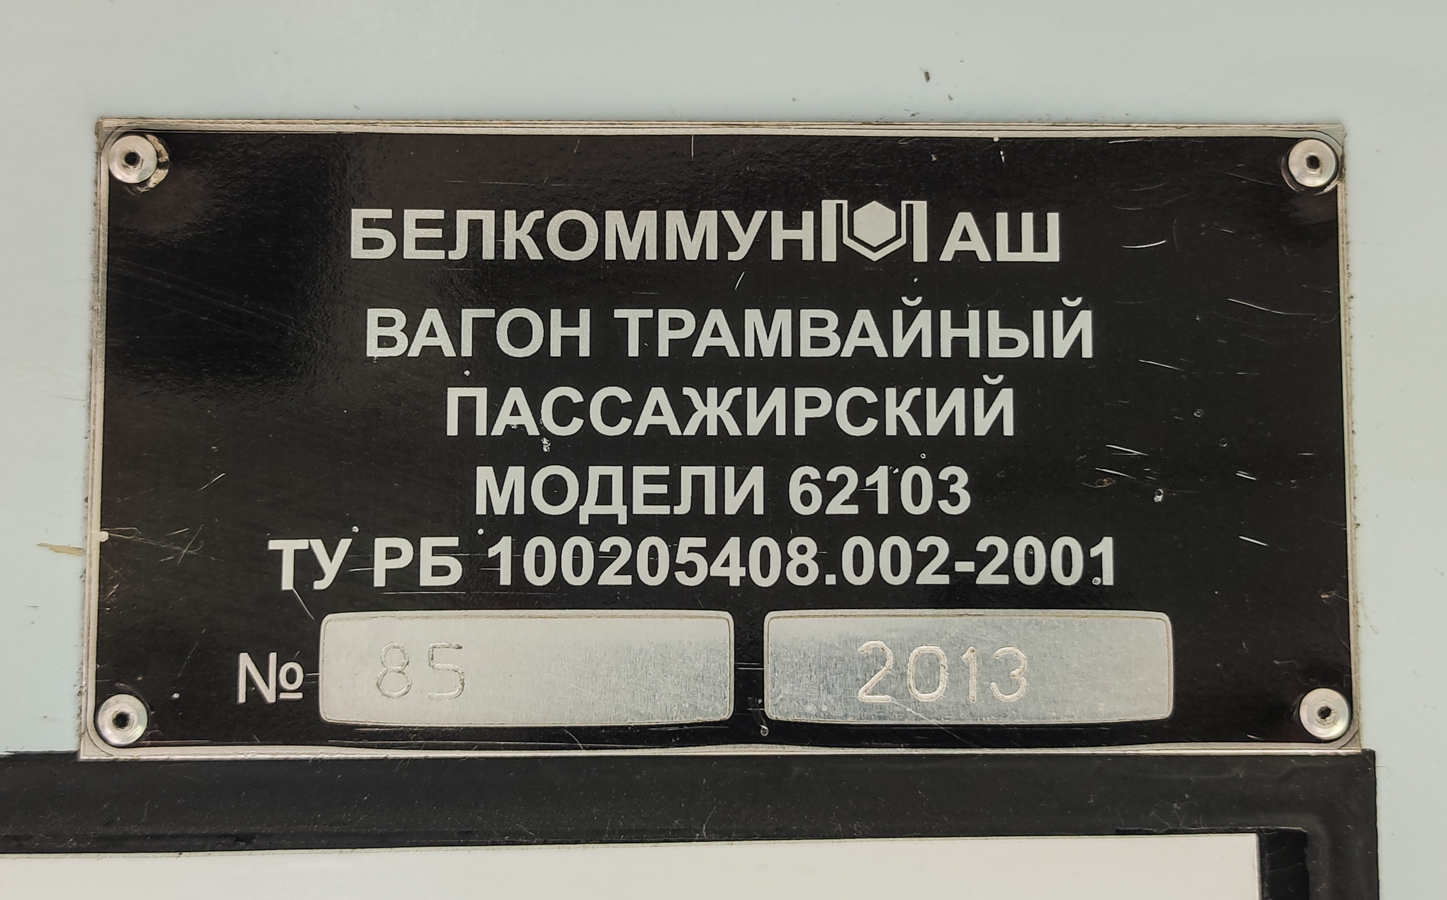 БЕЛКОММУНМАШ
ВАГОН ТРАМВАЙНЫЙ
ПАССАЖИРСКИЙ
МОДЕЛИ 62103
ТУ РБ 100205408.002-2001
№ 85 2013